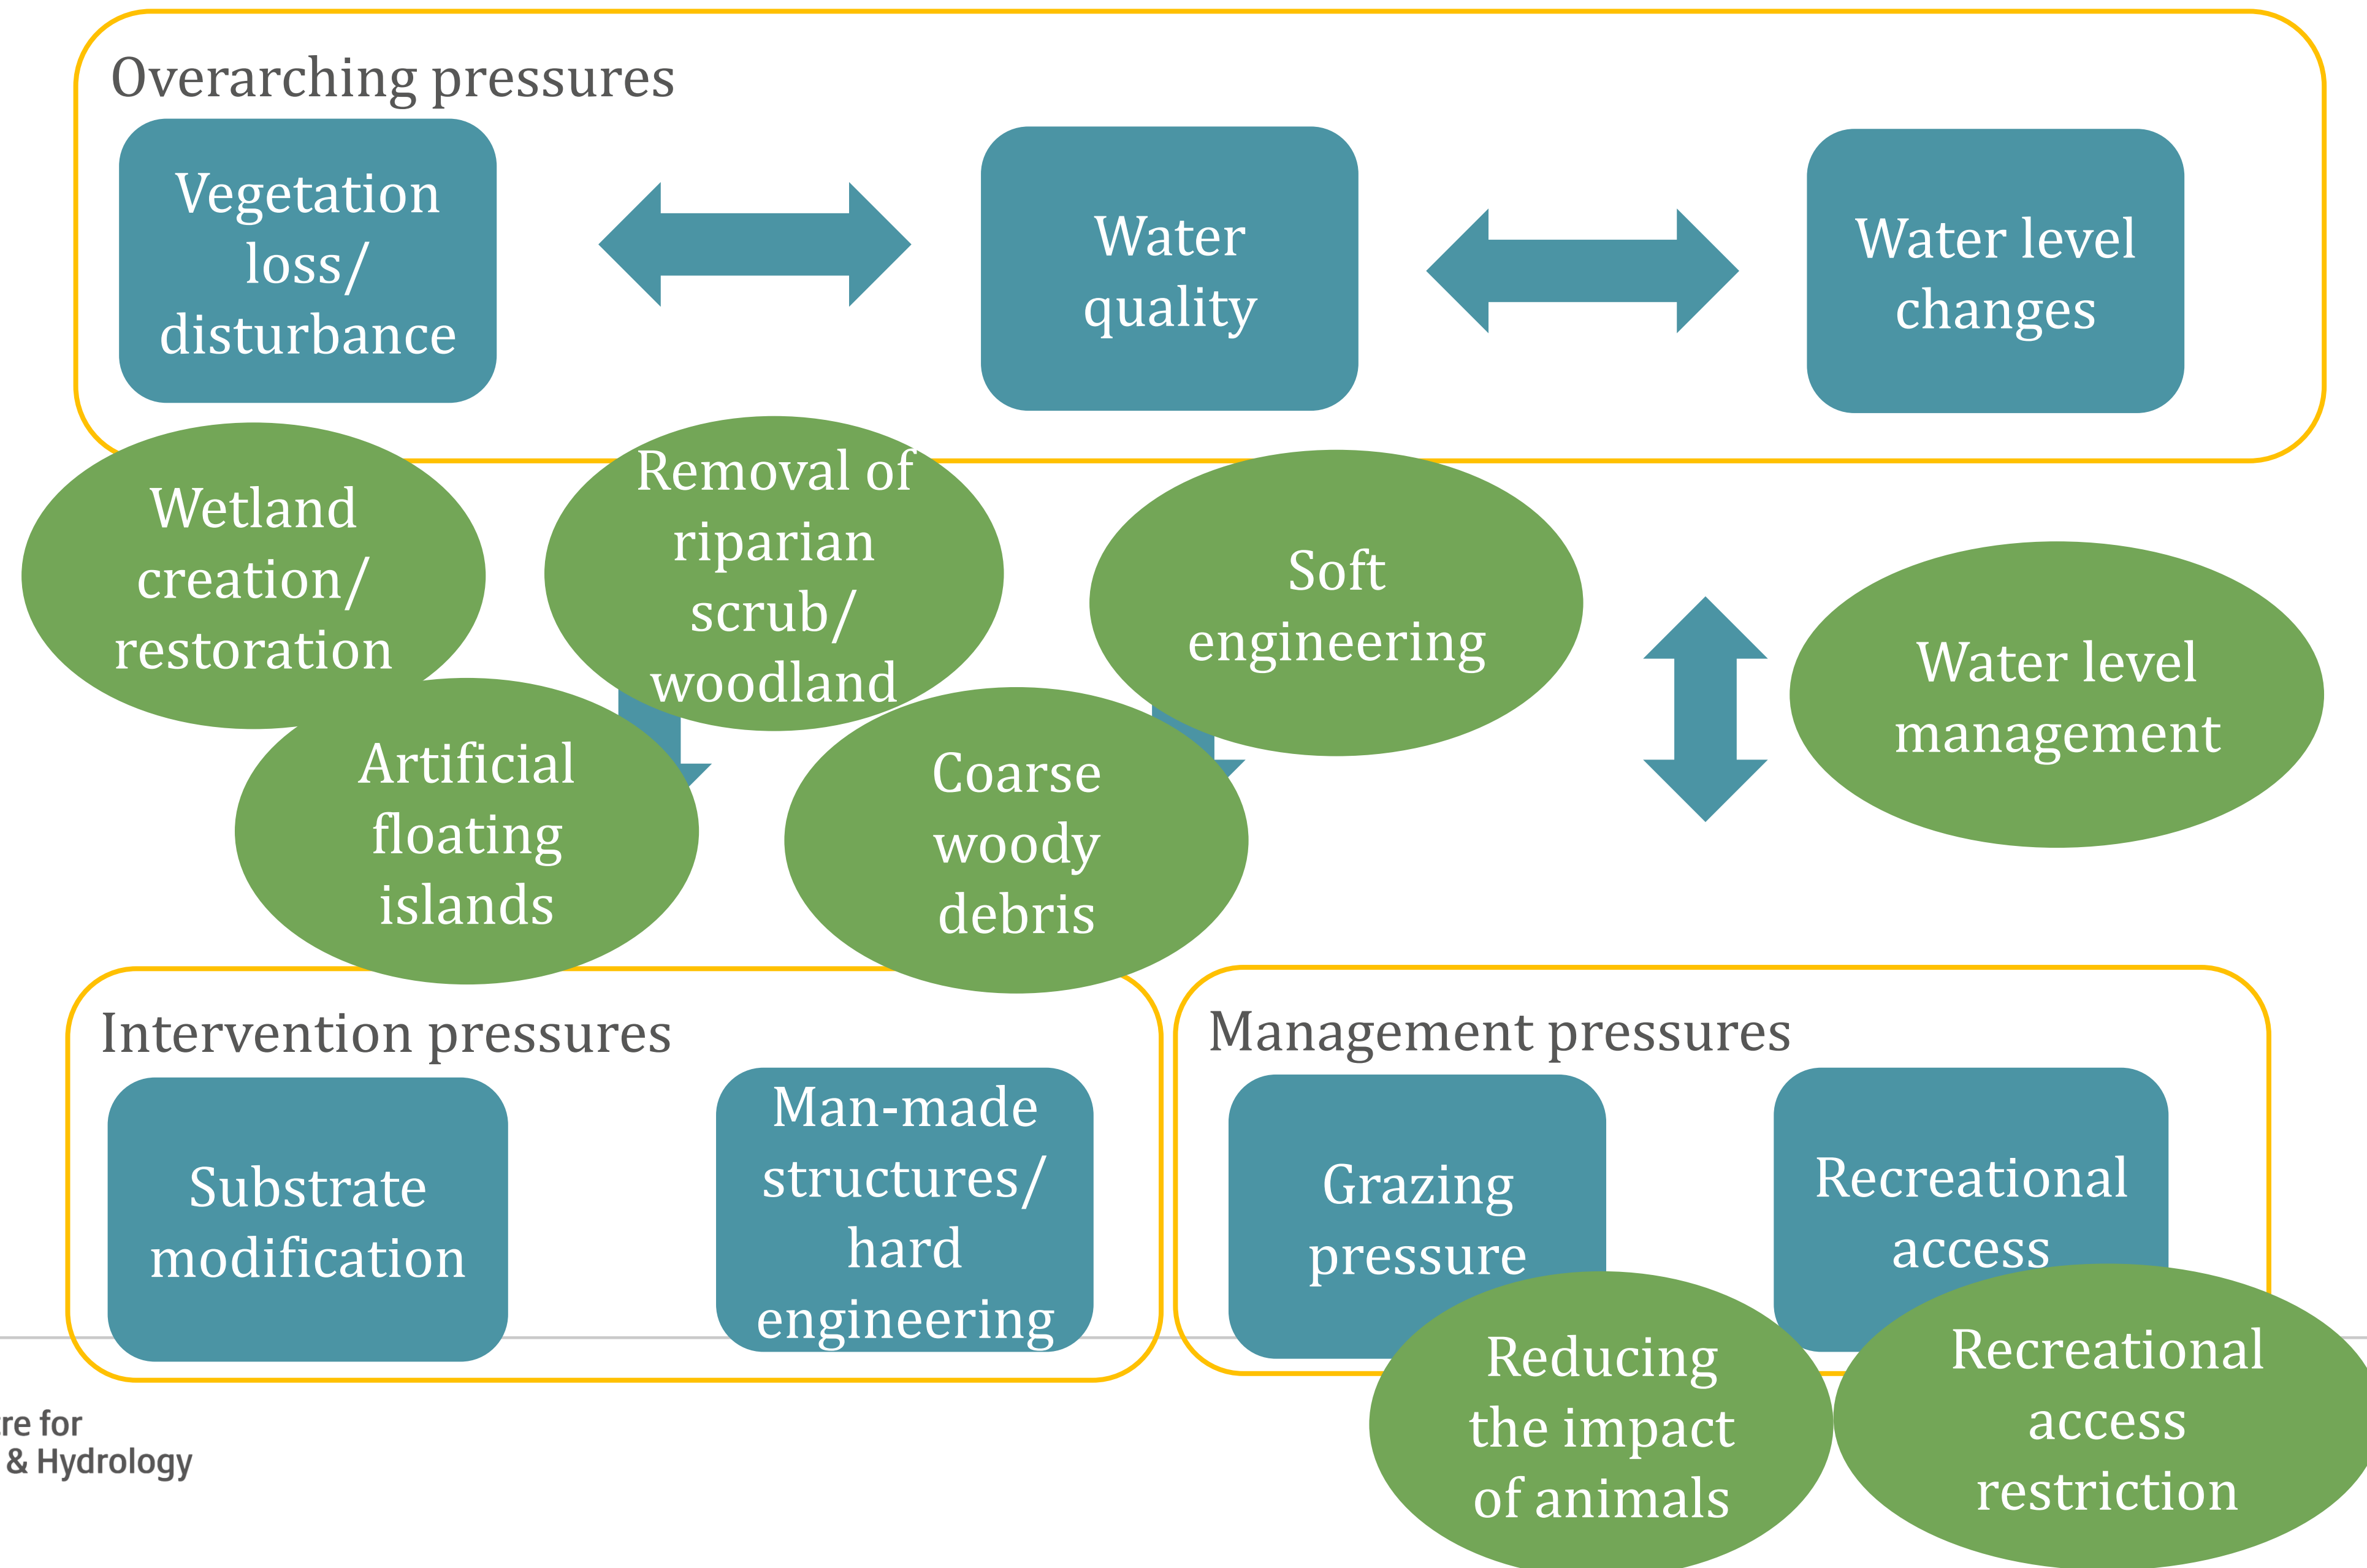 Overarching pressures
Vegetation
loss/
disturbance
Water
quality
Water level
changes
Wetland
creation/
restoration
Removal of
riparian
scrub/
woodland
Soft
engineering
Water level
management
Artificial
floating
islands
Coarse
woody
debris
Intervention pressures
Substrate
modification
Man-made
structures/
hard
engineering
Management pressures
Grazing
pressure
Recreational
access
Reducing
the impact
of animals
Recreational
access
restriction
re for
& Hydrology